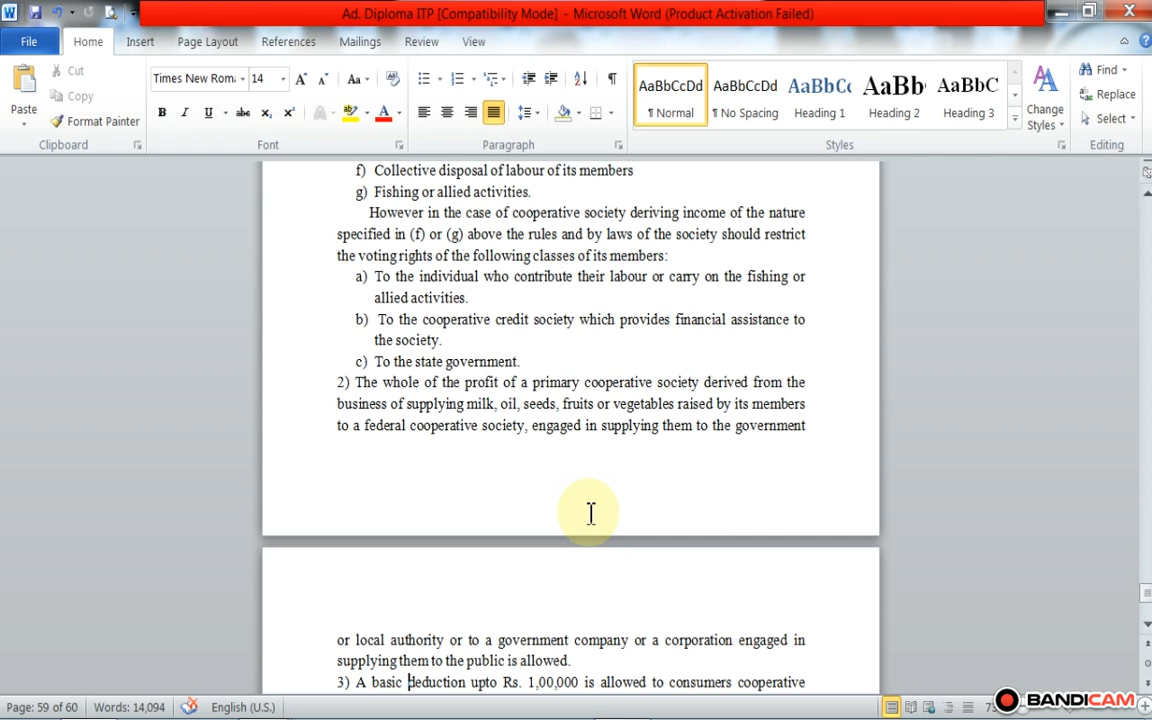 Ad. Diploma ITP [Compatibility Mode] - Microsoft Word (Product Activation Failed)
File Home Insert Page Layout References Mailings Review View
Paste
Cut
Copy
Format Painter
Clipboard
Times New Rom 14
Font
Paragraph
AaBbCcDd AaBbCcDd AaBbCc AaBb AaBbC
¶ Normal ¶ No Spacing Heading 1 Heading 2 Heading 3
Change Styles
Styles
Find
Replace
Select
Editing
f) Collective disposal of labour of its members
g) Fishing or allied activities.
However in the case of cooperative society deriving income of the nature
specified in (f) or (g) above the rules and by laws of the society should restrict
the voting rights of the following classes of its members:
a) To the individual who contribute their labour or carry on the fishing or
allied activities.
b) To the cooperative credit society which provides financial assistance to
the society.
c) To the state government.
2) The whole of the profit of a primary cooperative society derived from the
business of supplying milk, oil, seeds, fruits or vegetables raised by its members
to a federal cooperative society, engaged in supplying them to the government
or local authority or to a government company or a corporation engaged in
supplying them to the public is allowed.
3) A basic deduction upto Rs. 1,00,000 is allowed to consumers cooperative
Page: 59 of 60 Words: 14,094 English (U.S.)
BANDICAM